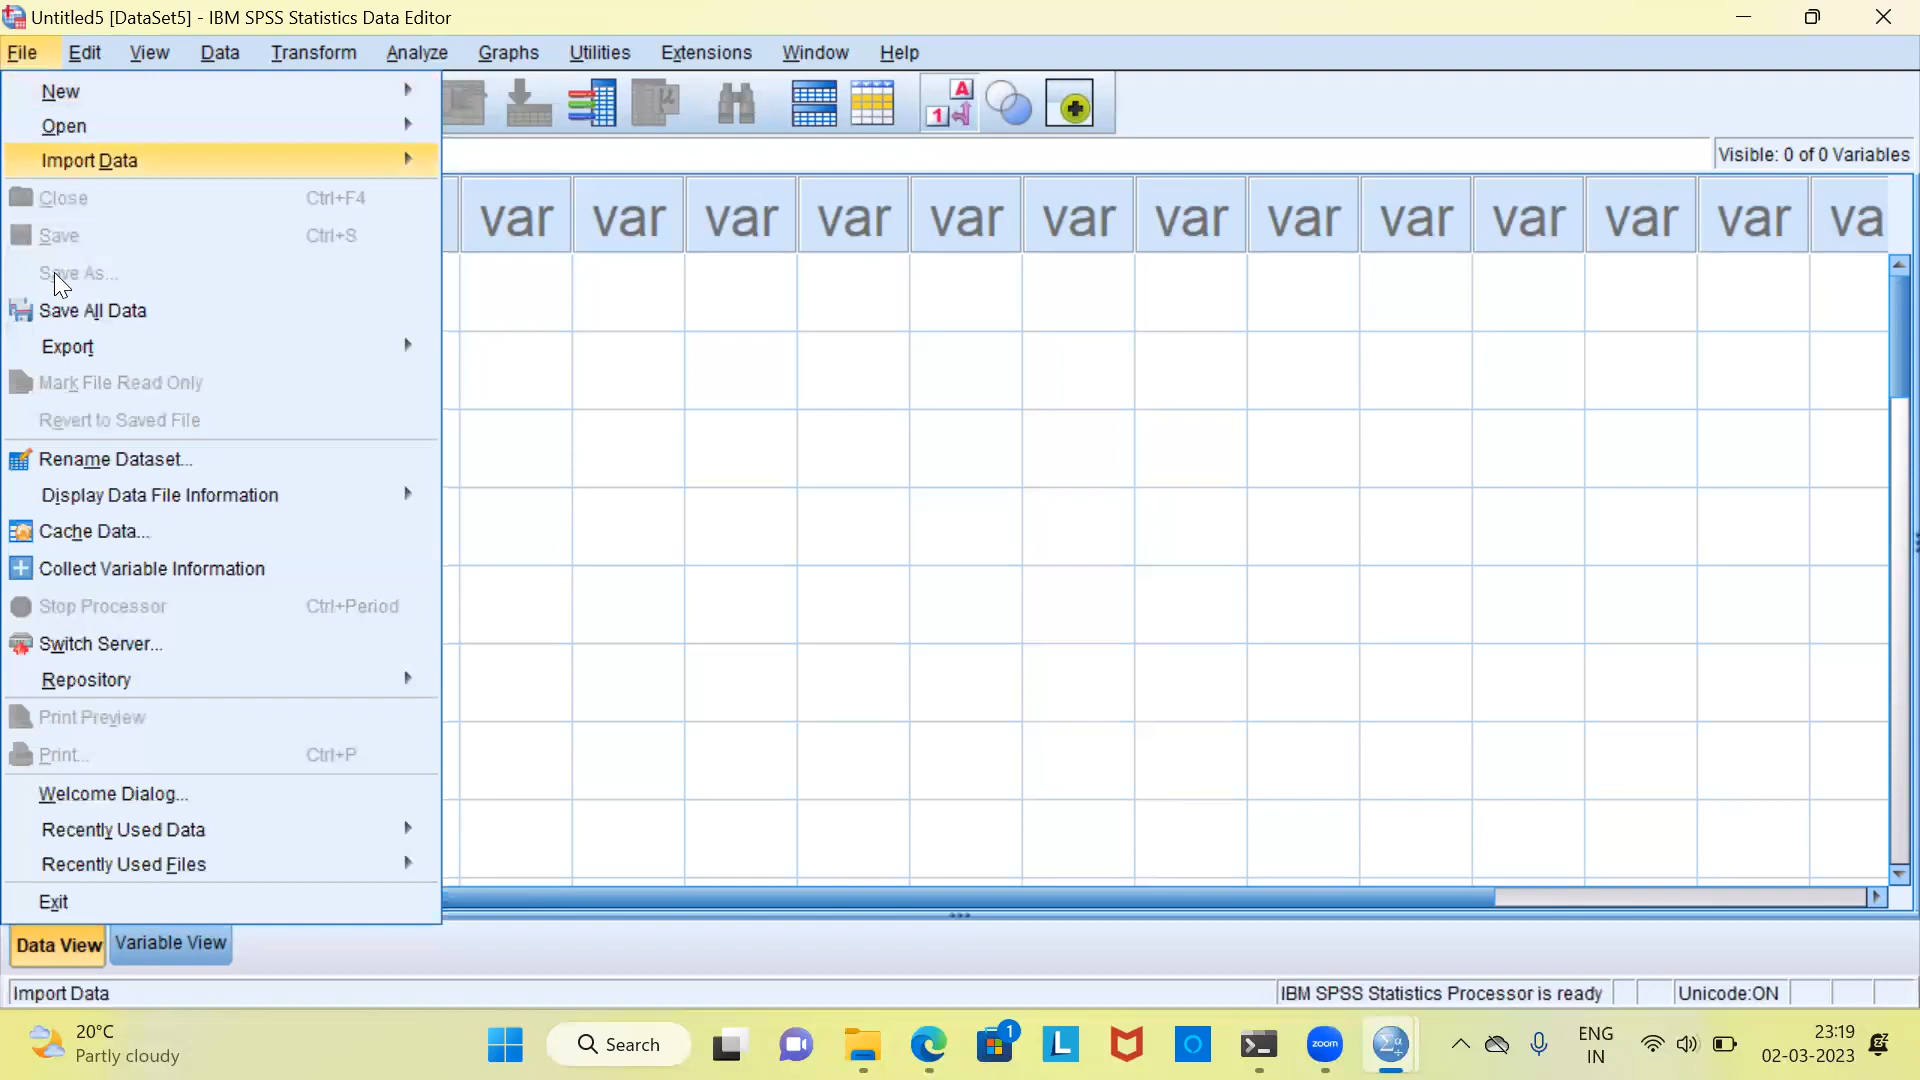 Untitled5 [DataSet5] - IBM SPSS Statistics Data Editor
File Edit View Data Transform Analyze Graphs Utilities Extensions Window Help
New
Open
Import Data
Visible: 0 of 0 Variables
Close Ctrl+F4
Save Ctrl+S
Save As...
Save All Data
Export
Mark File Read Only
Revert to Saved File
Rename Dataset...
Display Data File Information
Cache Data...
Collect Variable Information
Stop Processor Ctrl+Period
Switch Server...
Repository
Print Preview
Print... Ctrl+P
Welcome Dialog...
Recently Used Data
Recently Used Files
Exit
var var var var var var var var var var var var va
A
1
Data View Variable View
Import Data
IBM SPSS Statistics Processor is ready Unicode:ON
20°C
Partly cloudy
Search
1
L
zoom
ENG
IN
23:19
02-03-2023